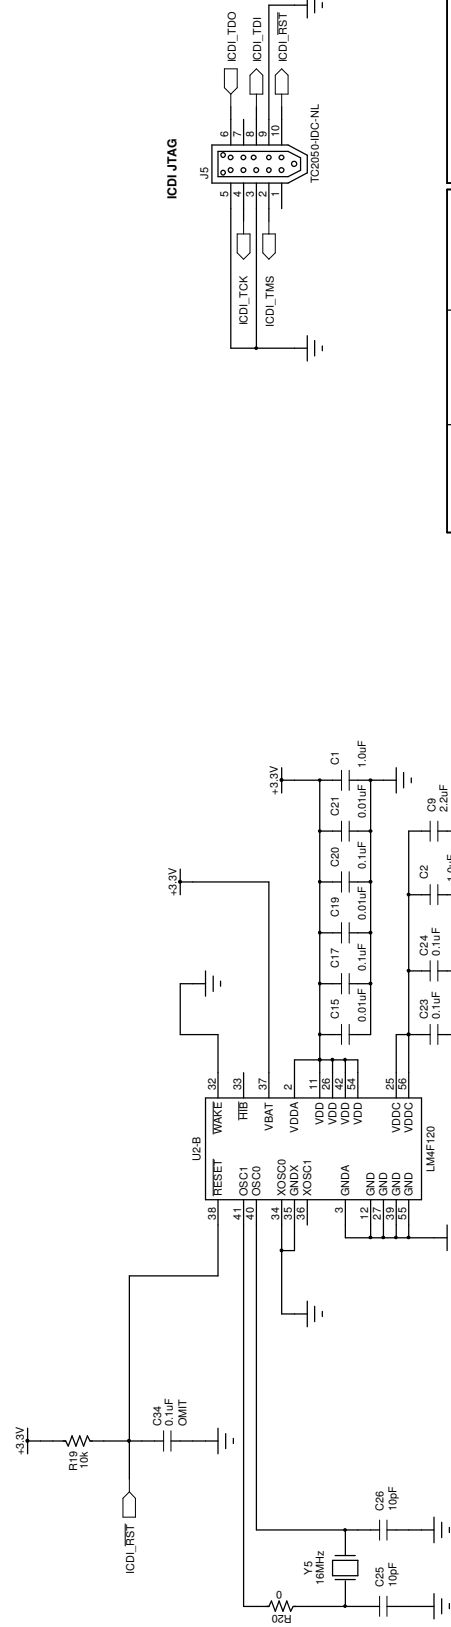 ICDI JTAG
J5
TC2050-IDC-NL
5
4
3
2
1
6
7
8
9
10
ICDI_TCK
ICDI_TMS
ICDI_TDO
ICDI_TDI
ICDI_RST
+3.3V
R19
10k
C34
0.1uF
OMIT
ICDI_RST
R20
0
Y5
16MHz
C25
10pF
C26
10pF
U2-B
LM4F120
38
RESET
41
OSC1
40
OSC0
34
XOSC0
35
GNDX
36
XOSC1
3
GNDA
12
GND
27
GND
39
GND
55
GND
WAKE
32
HIB
33
VBAT
37
VDDA
2
VDD
11
VDD
26
VDD
42
VDD
54
VDDC
25
VDDC
56
+3.3V
+3.3V
C15
0.01uF
C17
0.1uF
C19
0.01uF
C20
0.1uF
C21
0.01uF
C1
1.0uF
C23
0.1uF
C24
0.1uF
C2
C9
2.2uF